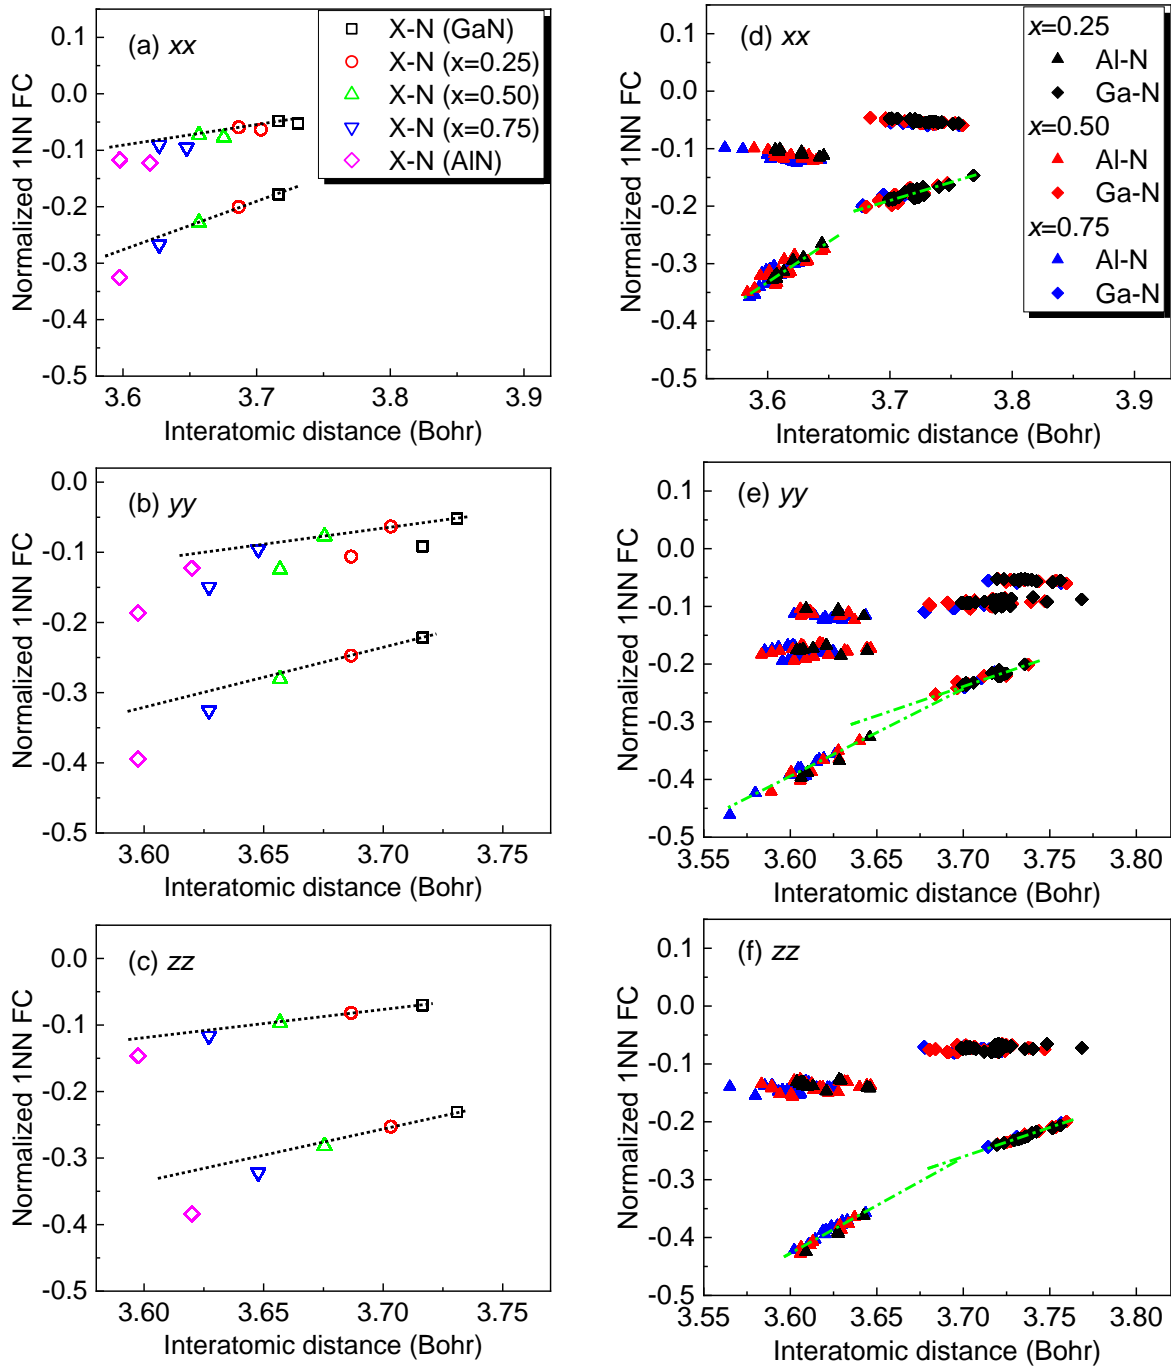 (a) xx
0.1
0.0
-0.1
-0.2
-0.3
-0.4
-0.5
Normalized 1NN FC
X-N (GaN)
X-N (x=0.25)
X-N (x=0.50)
X-N (x=0.75)
X-N (AlN)
3.6 3.7 3.8 3.9
Interatomic distance (Bohr)
(d) xx
0.1
0.0
-0.1
-0.2
-0.3
-0.4
-0.5
Normalized 1NN FC
x=0.25
Al-N
Ga-N
x=0.50
Al-N
Ga-N
x=0.75
Al-N
Ga-N
3.6 3.7 3.8 3.9
Interatomic distance (Bohr)
(b) yy
0.0
-0.1
-0.2
-0.3
-0.4
-0.5
Normalized 1NN FC
3.60 3.65 3.70 3.75
Interatomic distance (Bohr)
(e) yy
0.1
0.0
-0.1
-0.2
-0.3
-0.4
-0.5
Normalized 1NN FC
3.55 3.60 3.65 3.70 3.75 3.80
Interatomic distance (Bohr)
(c) zz
0.0
-0.1
-0.2
-0.3
-0.4
-0.5
Normalized 1NN FC
3.60 3.65 3.70 3.75
Interatomic distance (Bohr)
(f) zz
0.1
0.0
-0.1
-0.2
-0.3
-0.4
-0.5
Normalized 1NN FC
3.55 3.60 3.65 3.70 3.75 3.80
Interatomic distance (Bohr)